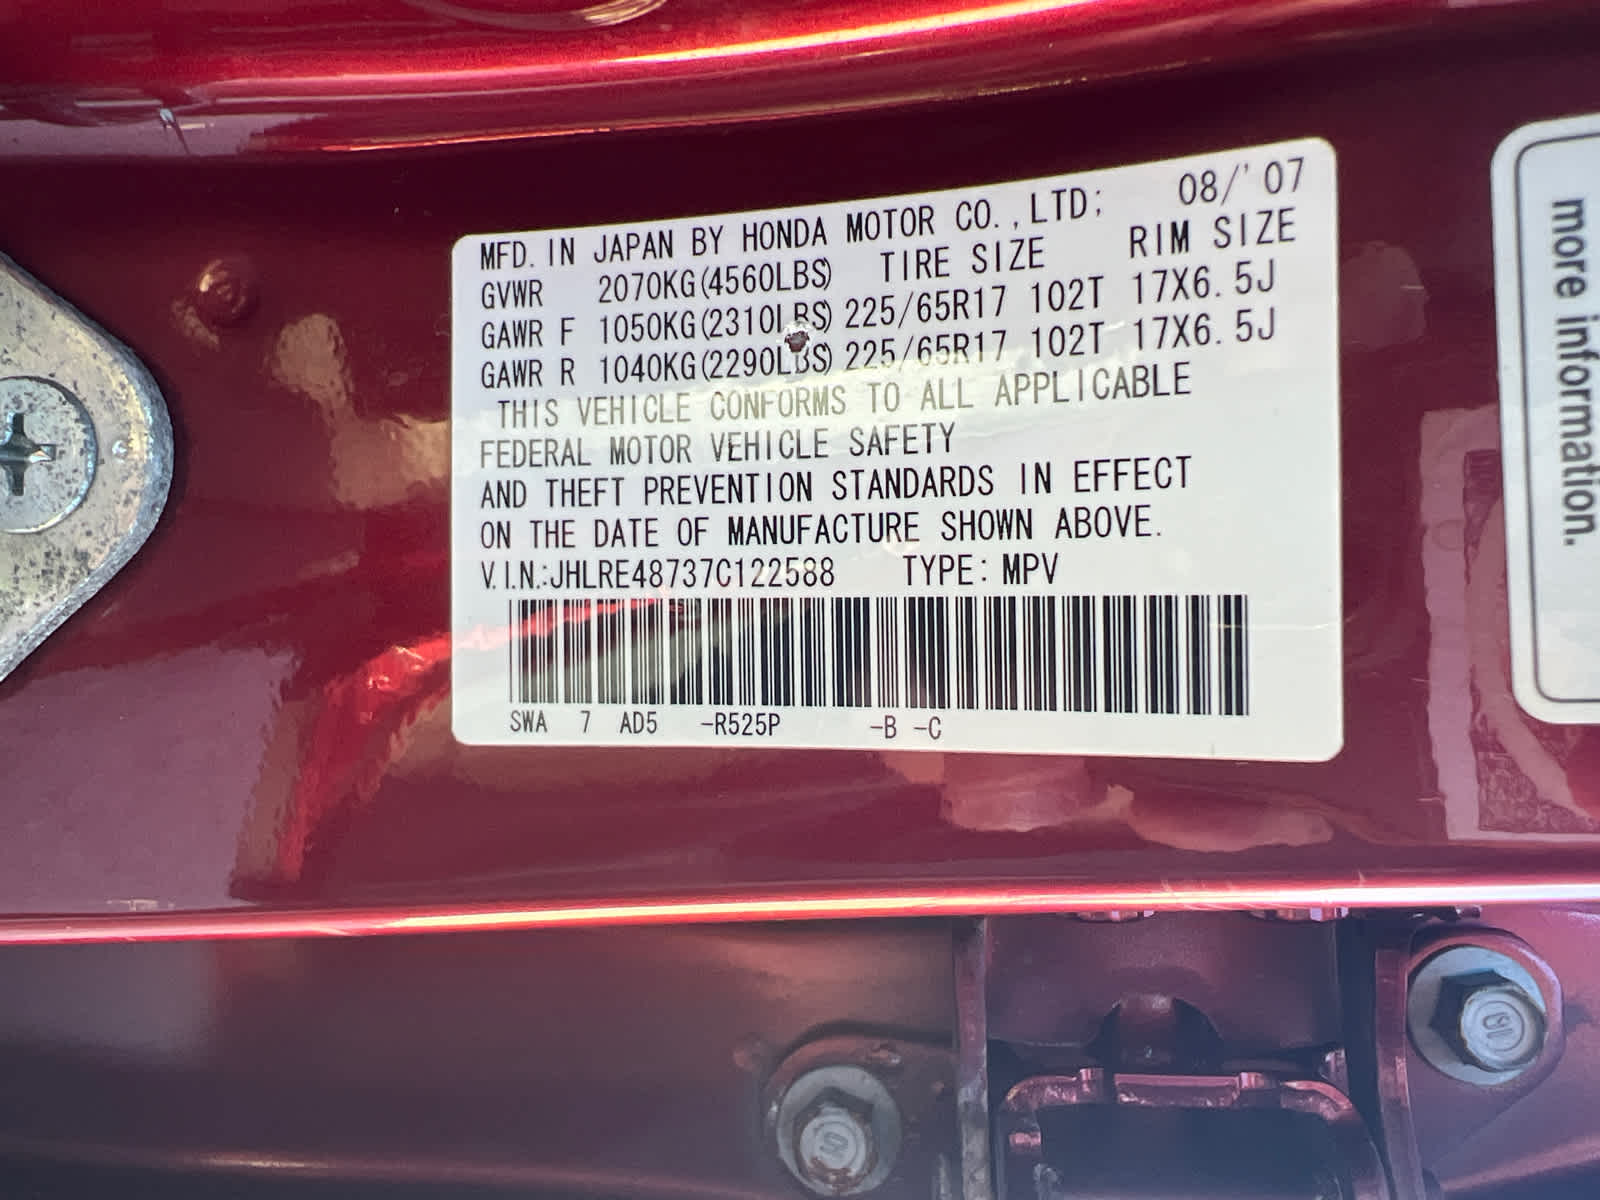 MFD. IN JAPAN BY HONDA MOTOR CO.,LTD; 08/'07
GVWR 2070KG(4560LBS) TIRE SIZE RIM SIZE
GAWR F 1050KG(2310LBS) 225/65R17 102T 17X6.5J
GAWR R 1040KG(2290LBS) 225/65R17 102T 17X6.5J
THIS VEHICLE CONFORMS TO ALL APPLICABLE
FEDERAL MOTOR VEHICLE SAFETY
AND THEFT PREVENTION STANDARDS IN EFFECT
ON THE DATE OF MANUFACTURE SHOWN ABOVE.
V.I.N.:JHLRE48737C122588 TYPE: MPV
SWA 7 AD5 -R525P -B -C
more information.